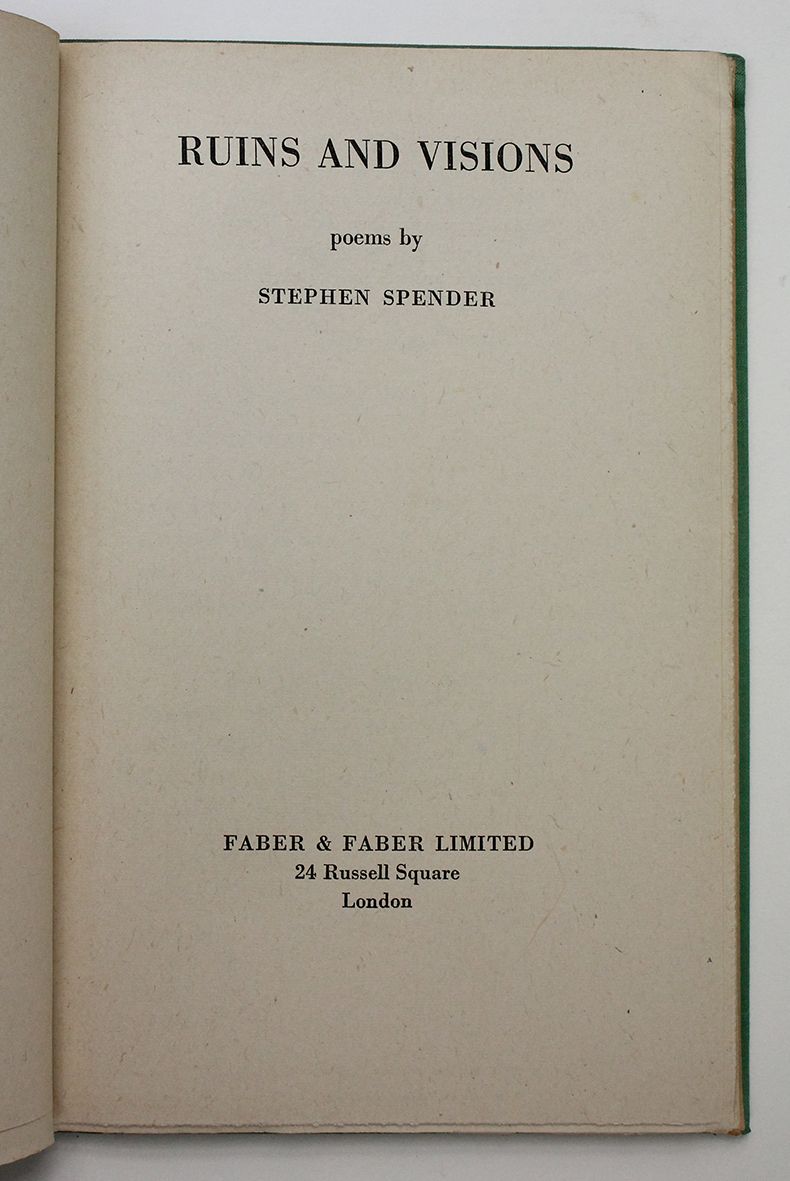 RUINS AND VISIONS
poems by
STEPHEN SPENDER
FABER & FABER LIMITED
24 Russell Square
London